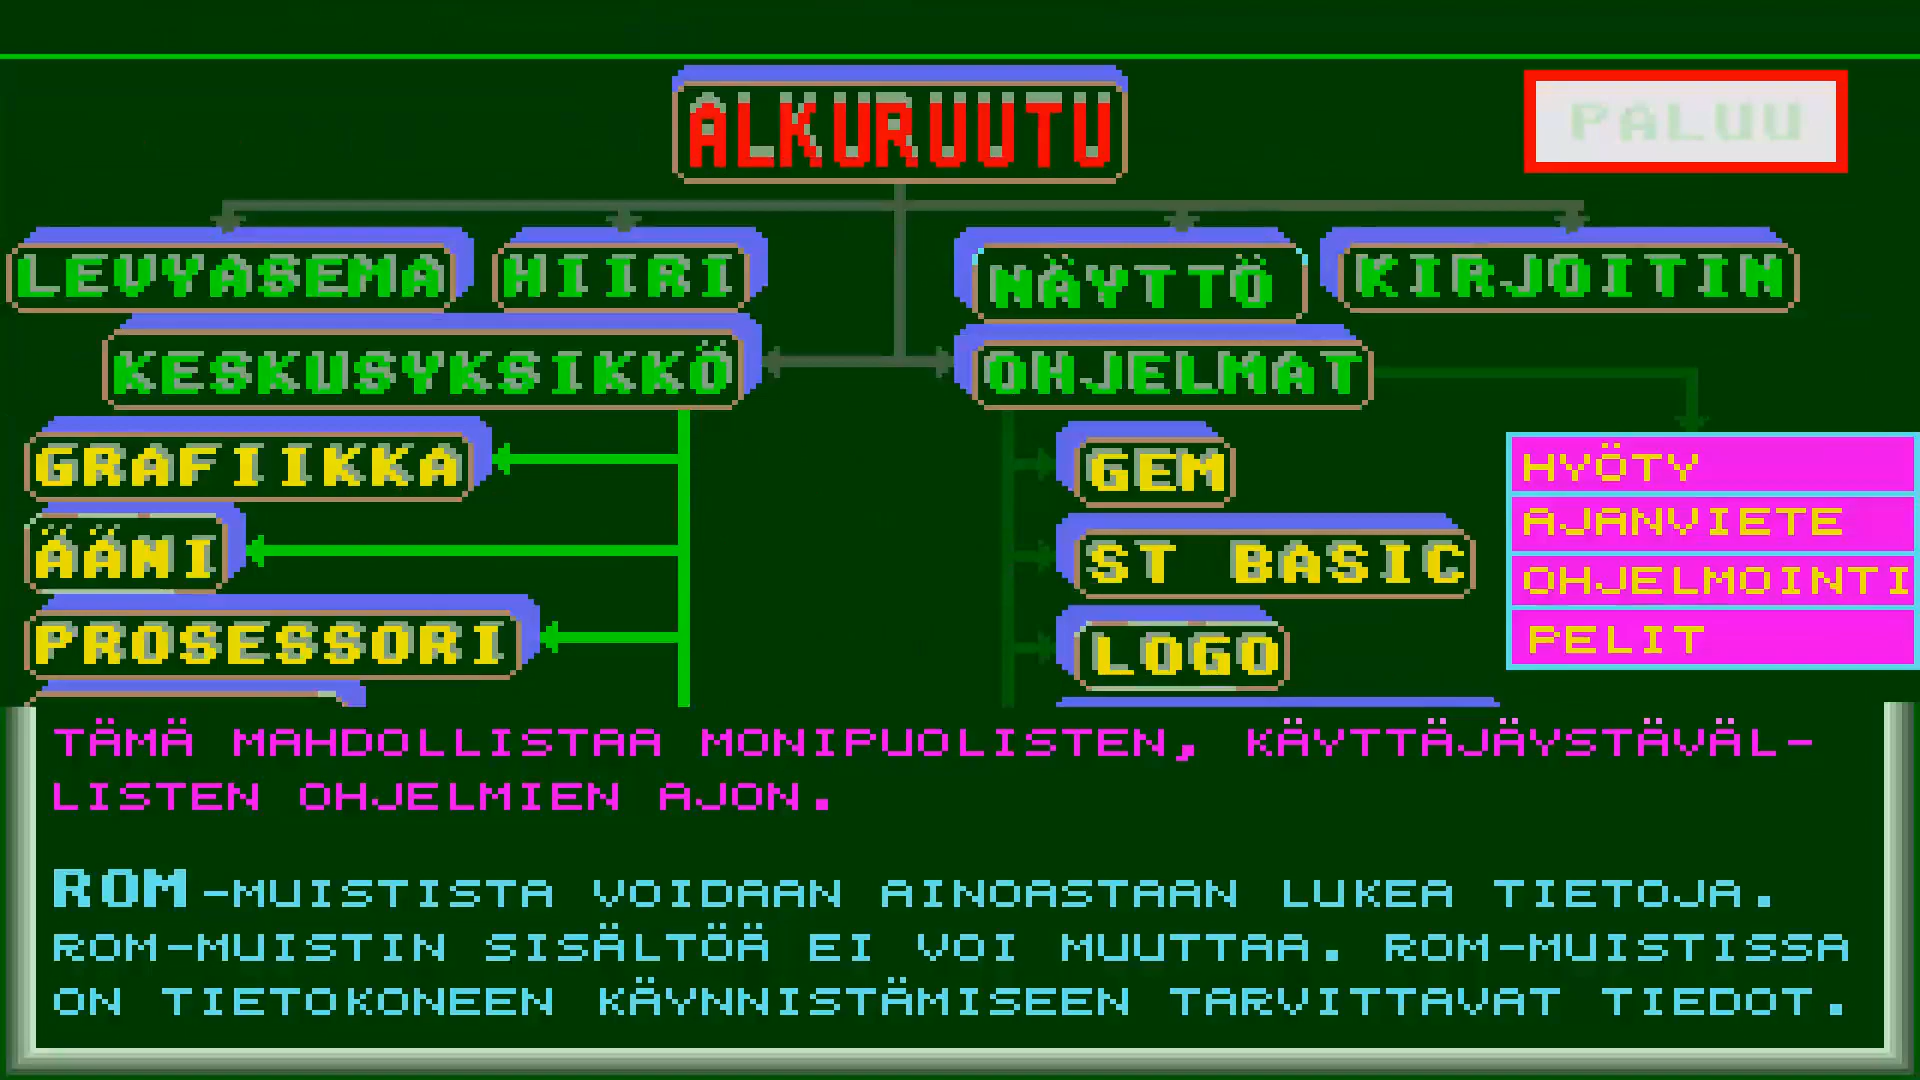 ALKURUUTU
PALUU
LEVYASEMA HIIRI NÄYTTÖ KIRJOITIN
KESKUSYKSIKKÖ OHJELMAT
GRAFIIKKA GEM HYÖTY
ÄÄNI ST BASIC AJANVIETE
OHJELMOINTI
PROSESSORI LOGO PELIT
TÄMÄ MAHDOLLISTAA MONIPUOLISTEN, KÄYTTÄJÄYSTÄVÄL-
LISTEN OHJELMIEN AJON.
ROM-MUISTISTA VOIDAAN AINOASTAAN LUKEA TIETOJA.
ROM-MUISTIN SISÄLTÖÄ EI VOI MUUTTAA. ROM-MUISTISSA
ON TIETOKONEEN KÄYNNISTÄMISEEN TARVITTAVAT TIEDOT.